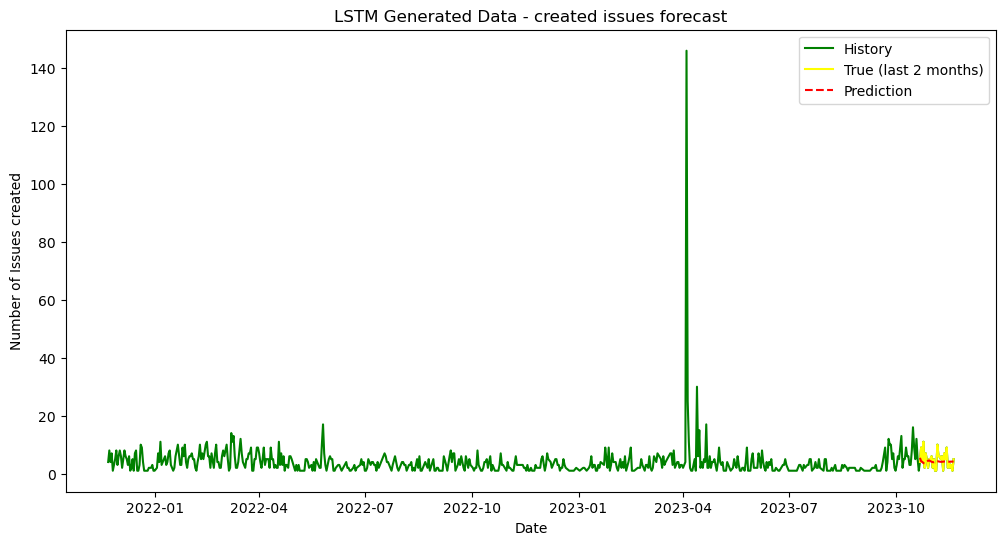 LSTM Generated Data - created issues forecast
History
True (last 2 months)
Prediction
Number of Issues created
140
120
100
80
60
40
20
0
2022-01
2022-04
2022-07
2022-10
2023-01
2023-04
2023-07
2023-10
Date